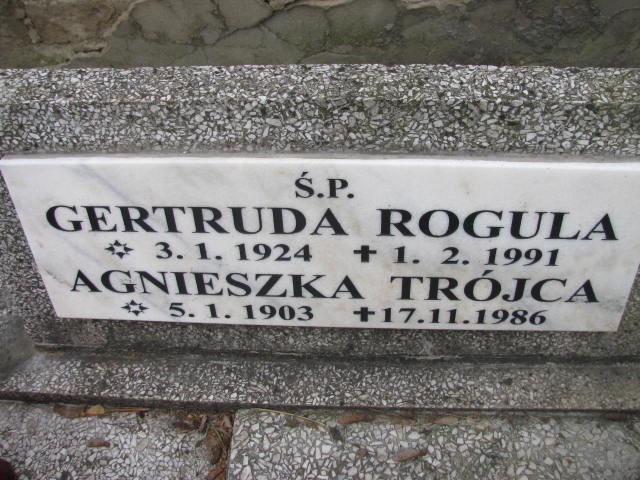 Ś.P.
GERTRUDA ROGULA
✵ 3. 1. 1924 ✝ 1. 2. 1991
AGNIESZKA TRÓJCA
✵ 5. 1. 1903 ✝ 17.11.1986